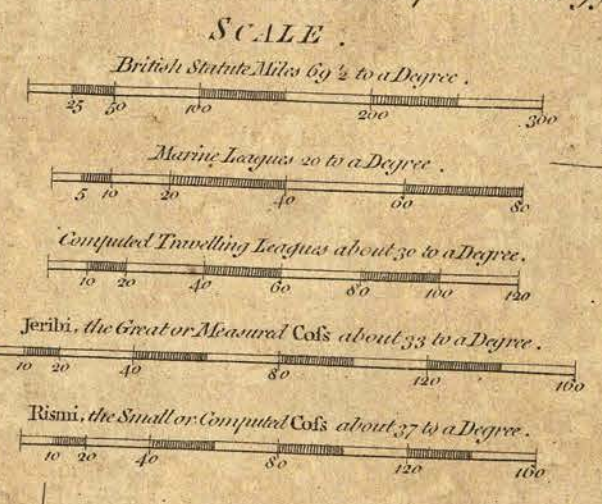 SCALE.
British Statute Miles 69½ to a Degree.
25 50 100 200 300
Marine Leagues 20 to a Degree.
5 10 20 40 60 80
Computed Travelling Leagues about 30 to a Degree.
10 20 40 60 80 100 120
Jeribi, the Great or Measured Coſs about 33 to a Degree.
10 20 40 80 120 160
Rismi, the Small or Computed Coſs about 37 to a Degree.
10 20 40 80 120 160